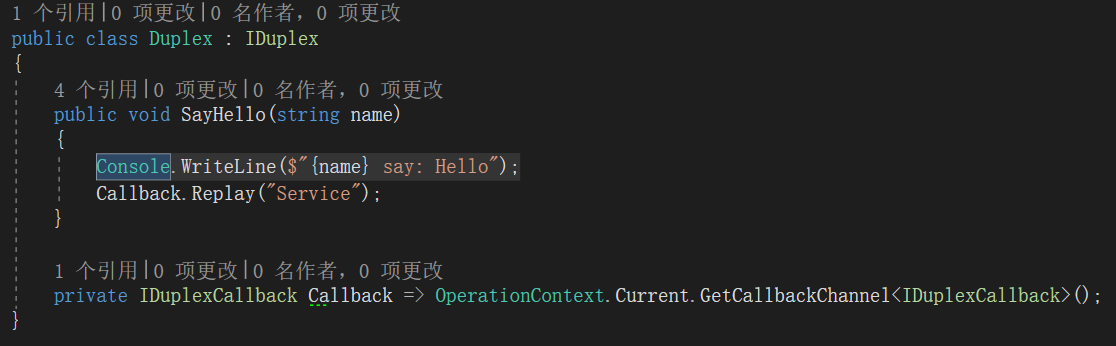 1 个引用|0 项更改|0 名作者，0 项更改
public class Duplex : IDuplex
{
4 个引用|0 项更改|0 名作者，0 项更改
public void SayHello(string name)
{
Console.WriteLine($"{name} say: Hello");
Callback.Replay("Service");
}
1 个引用|0 项更改|0 名作者，0 项更改
private IDuplexCallback Callback => OperationContext.Current.GetCallbackChannel<IDuplexCallback>();
}